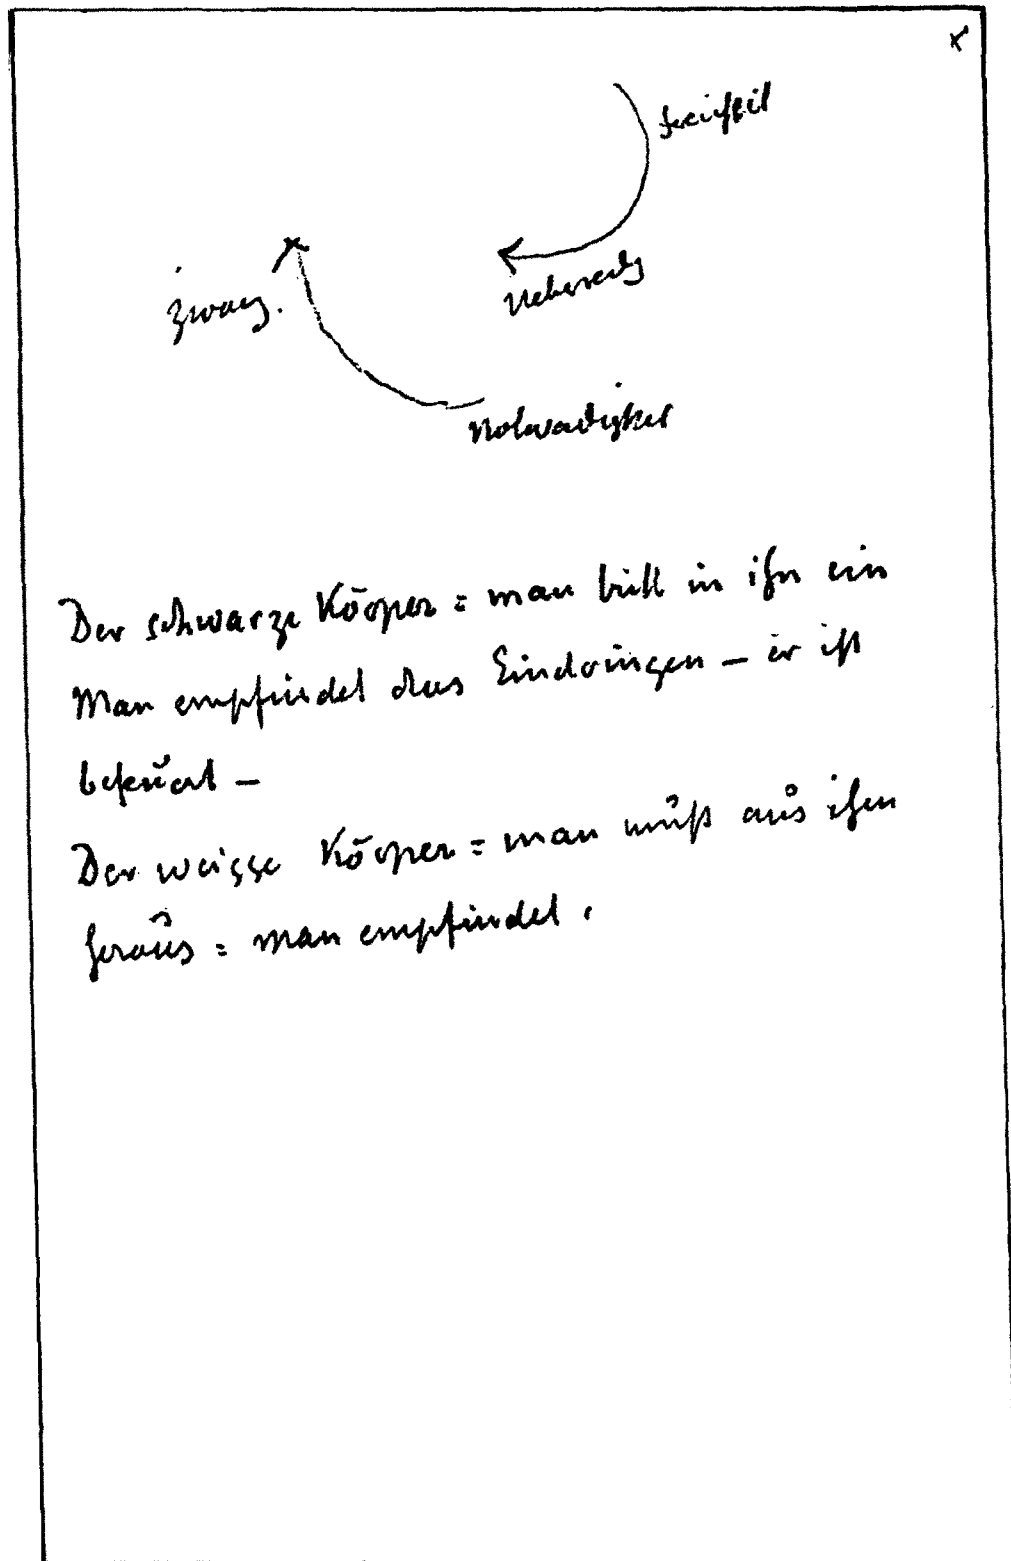 Freiheit
Zwang.
Notwendigkeit
Der schwarze Körper = man tritt in ihn ein
Man empfindet das Eindringen – er ist
Der weisse Körper = man muß aus ihm
heraus = man empfindet.